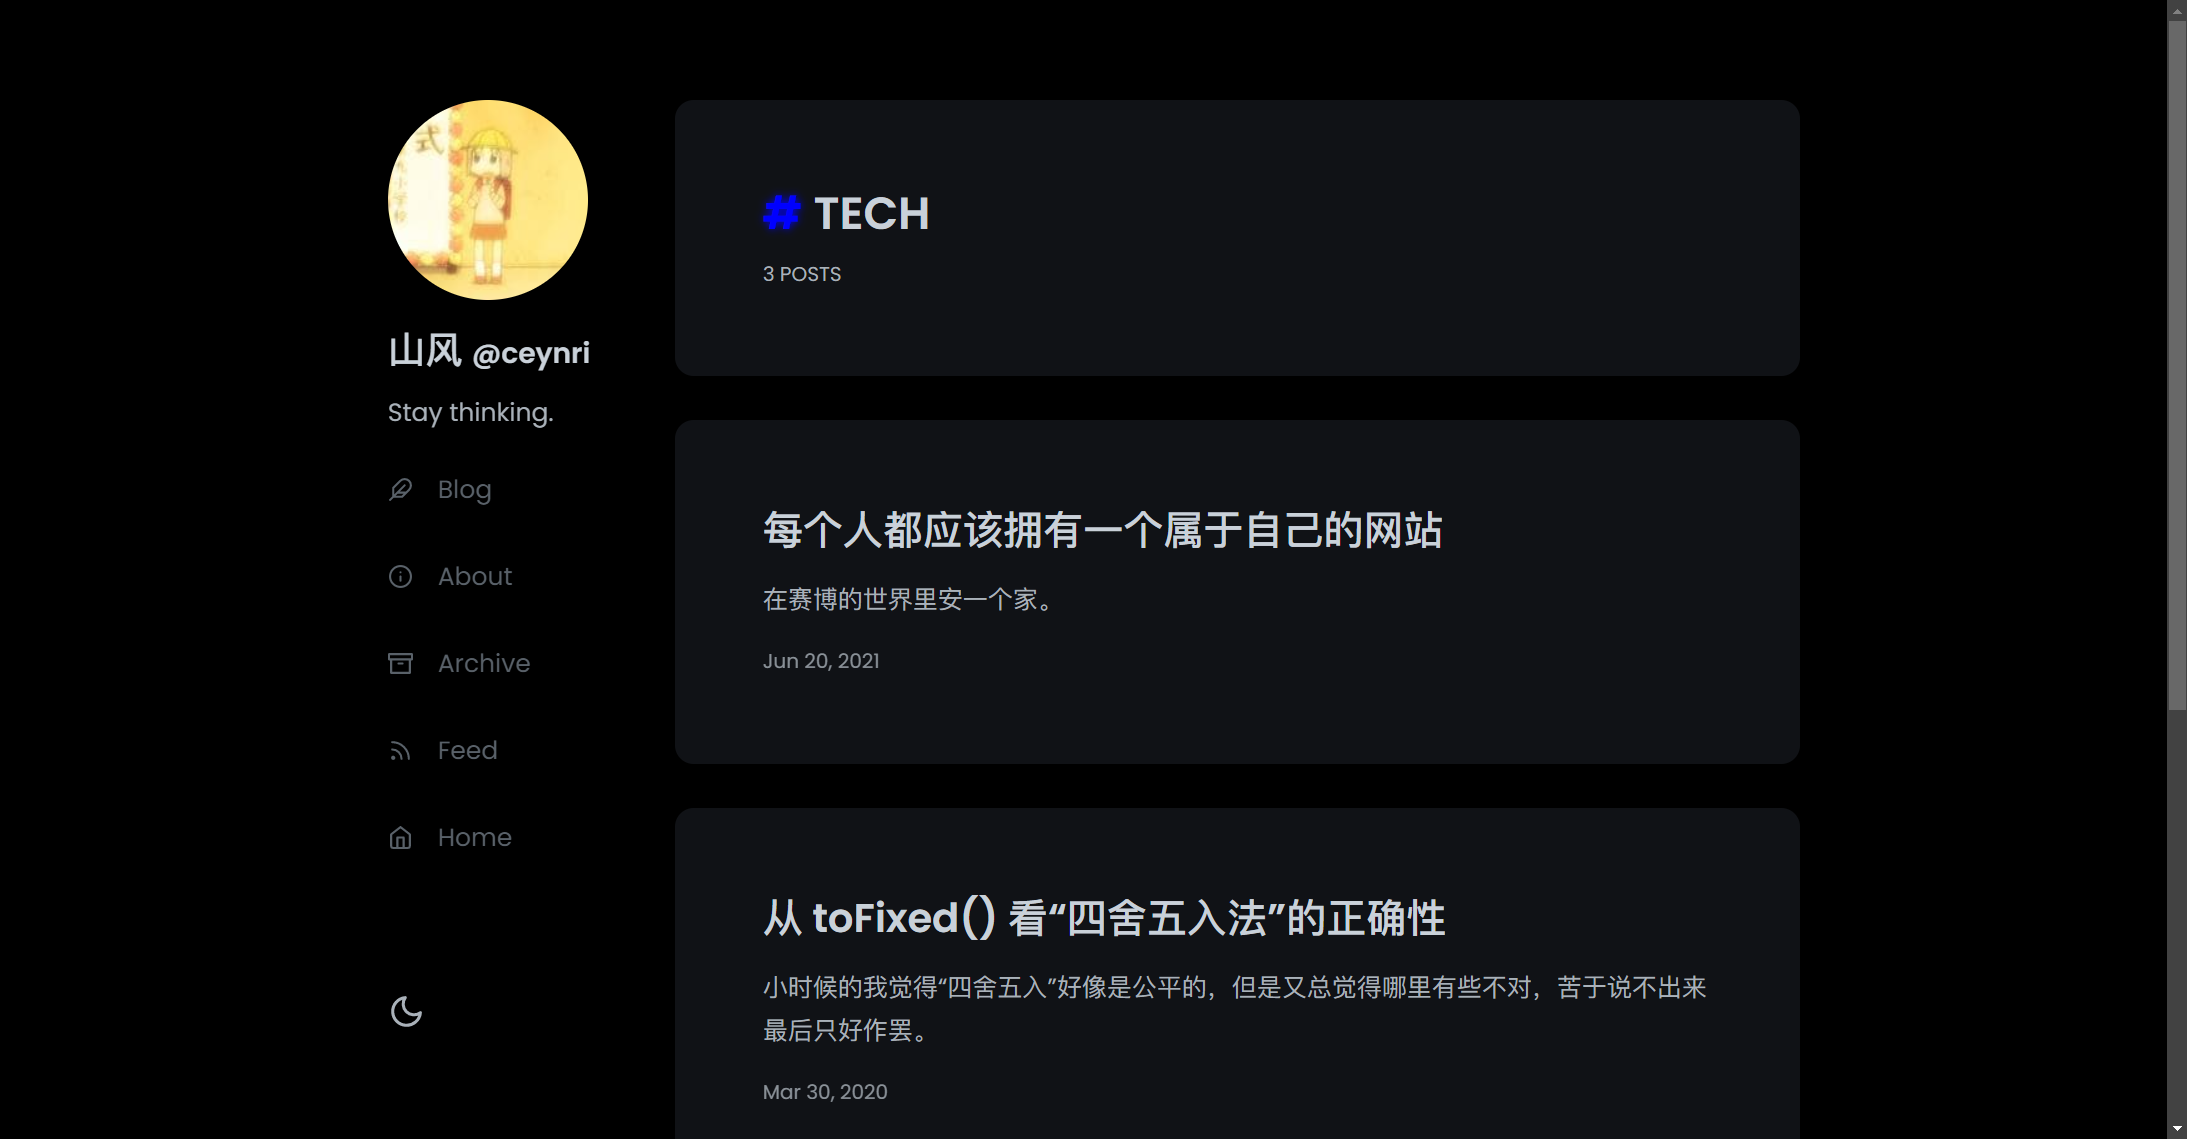 山风 @ceynri
Stay thinking.
Blog
About
Archive
Feed
Home
# TECH
3 POSTS
每个人都应该拥有一个属于自己的网站
在赛博的世界里安一个家。
Jun 20, 2021
从 toFixed() 看“四舍五入法”的正确性
小时候的我觉得“四舍五入”好像是公平的，但是又总觉得哪里有些不对，苦于说不出来
最后只好作罢。
Mar 30, 2020